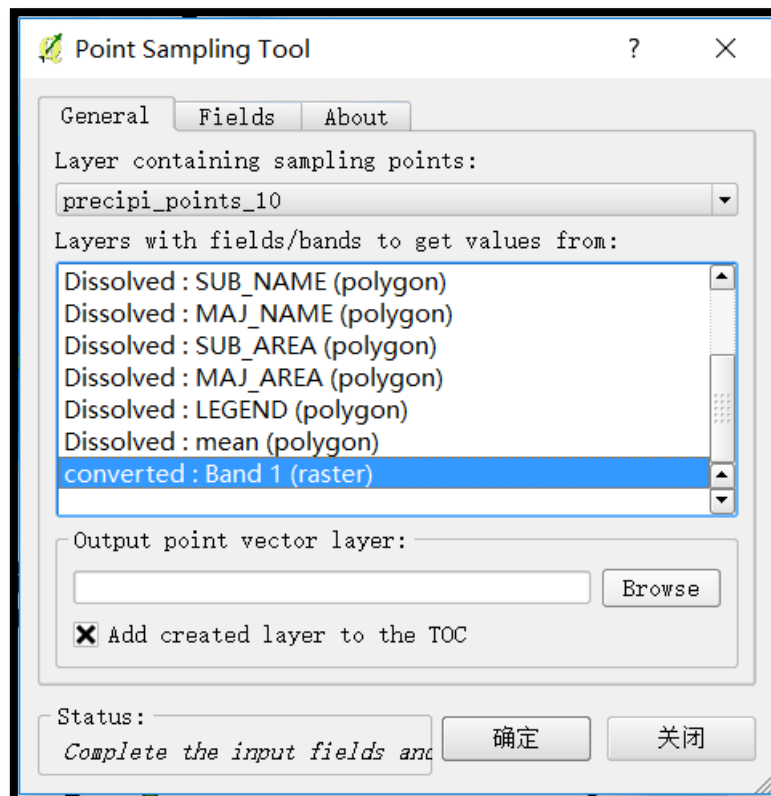 Point Sampling Tool
General Fields About
Layer containing sampling points:
precipi_points_10
Layers with fields/bands to get values from:
Dissolved : SUB_NAME (polygon)
Dissolved : MAJ_NAME (polygon)
Dissolved : SUB_AREA (polygon)
Dissolved : MAJ_AREA (polygon)
Dissolved : LEGEND (polygon)
Dissolved : mean (polygon)
converted : Band 1 (raster)
Output point vector layer:
Browse
Add created layer to the TOC
Status:
Complete the input fields and
确定 关闭